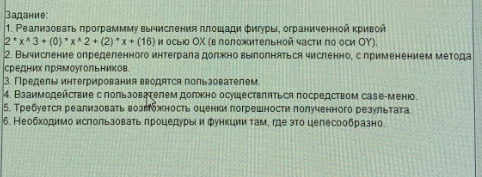 Задание:
1. Реализовать программму вычисления площади фигуры, ограниченной кривой
2 * x ^ 3 + (0) * x ^ 2 + (2) * x + (16) и осью OX (в положительной части по оси OY).
2. Вычисление определенного интеграла должно выполняться численно, с применением метода
средних прямоугольников.
3. Пределы интегрирования вводятся пользователем.
4. Взаимодействие с пользователем должно осуществляться посредством case-меню.
5. Требуется реализовать возможность оценки погрешности полученного результата.
6. Необходимо использовать процедуры и функции там, где это целесообразно.